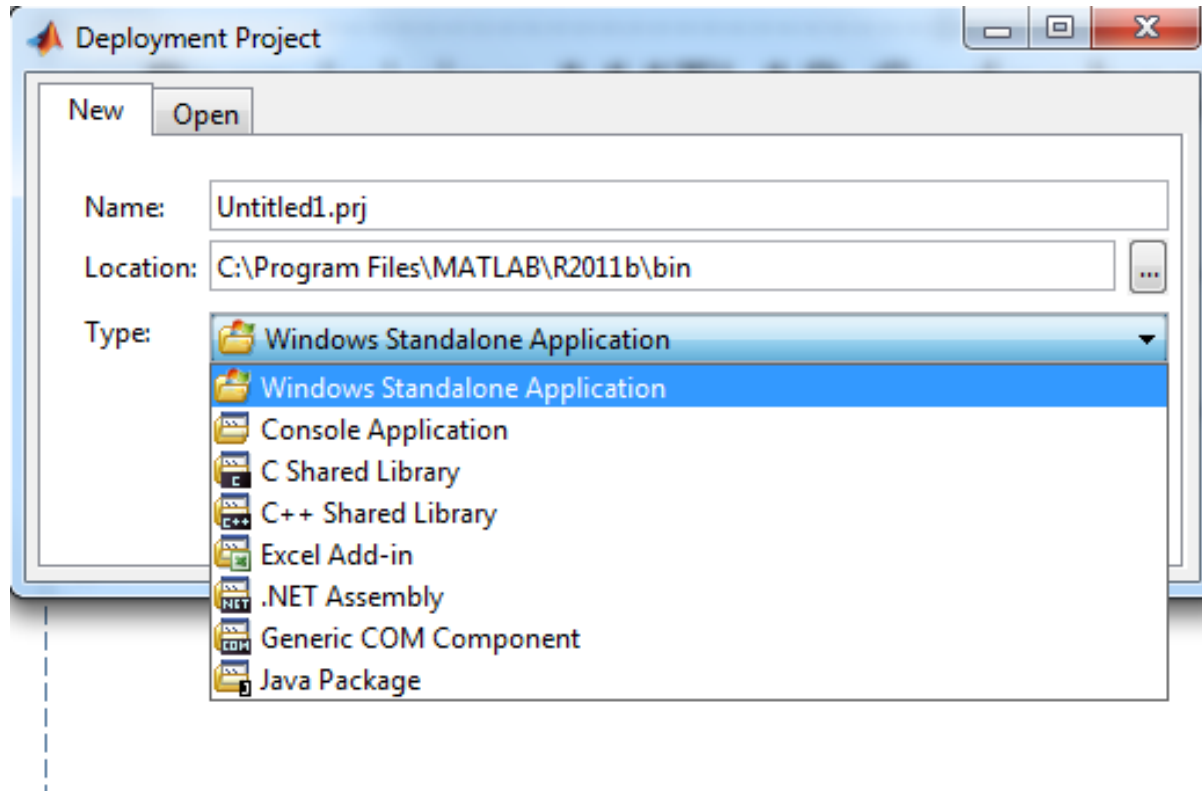 Deployment Project
New
Open
Name: Untitled1.prj
Location: C:\Program Files\MATLAB\R2011b\bin ...
Type: Windows Standalone Application
Windows Standalone Application
Console Application
C Shared Library
C++ Shared Library
Excel Add-in
.NET Assembly
Generic COM Component
Java Package